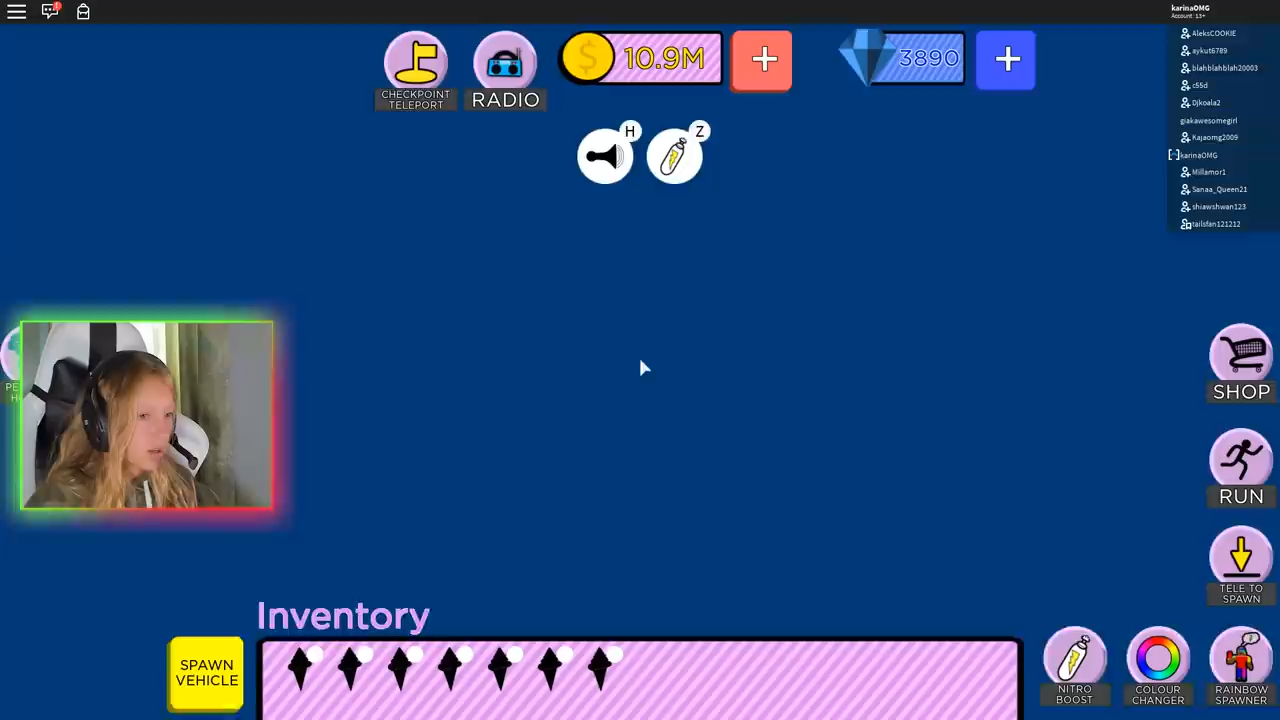 karinaOMG
Account: 13+
AleksCOOKIE
aykut6789
blahblahblah20003
c55d
Djkoala2
giakawesomegirl
Kajaomg2009
karinaOMG
Millamor1
Sanaa_Queen21
shiawshwan123
tailsfan121212
CHECKPOINT
TELEPORT
RADIO
10.9M
+
3890
+
H
Z
SHOP
RUN
TELE TO
SPAWN
Inventory
SPAWN
VEHICLE
NITRO
BOOST
COLOUR
CHANGER
RAINBOW
SPAWNER